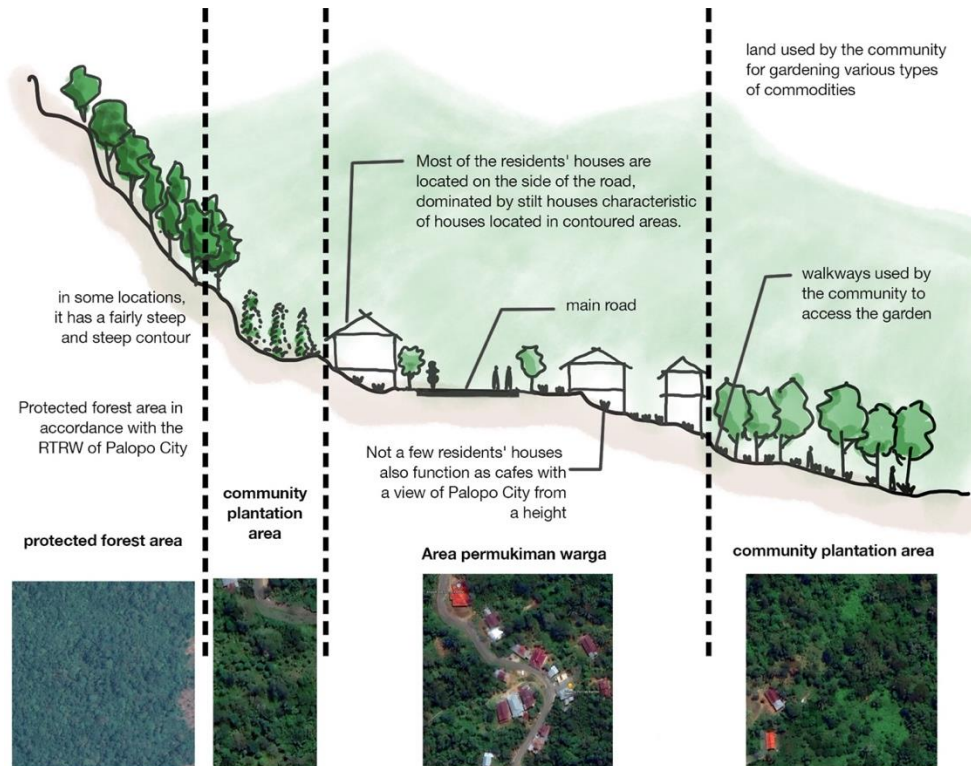 land used by the community
for gardening various types
of commodities
Most of the residents' houses are
located on the side of the road,
dominated by stilt houses characteristic
of houses located in contoured areas.
walkways used by
the community to
access the garden
main road
in some locations,
it has a fairly steep
and steep contour
Protected forest area in
accordance with the
RTRW of Palopo City
Not a few residents' houses
also function as cafes with
a view of Palopo City from
a height
protected forest area
community
plantation
area
Area permukiman warga
community plantation area